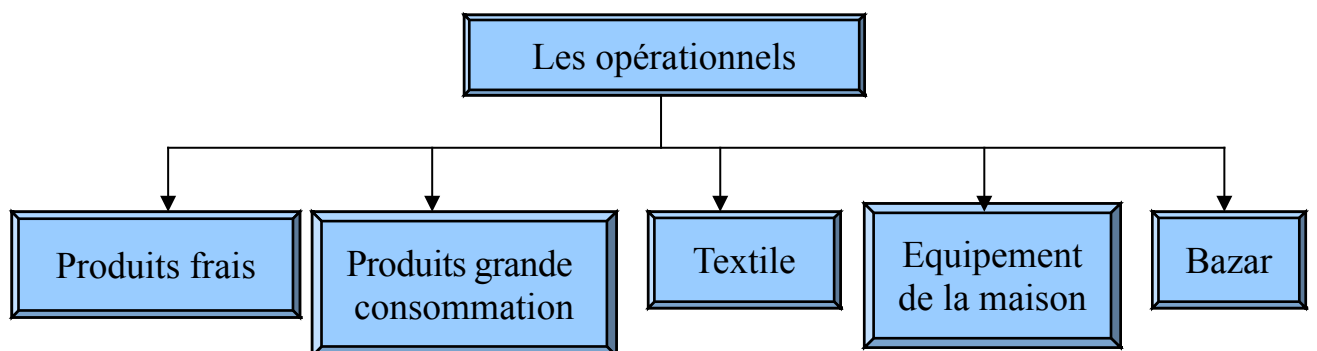 Les opérationnels
Produits frais
Produits grande
consommation
Textile
Equipement
de la maison
Bazar